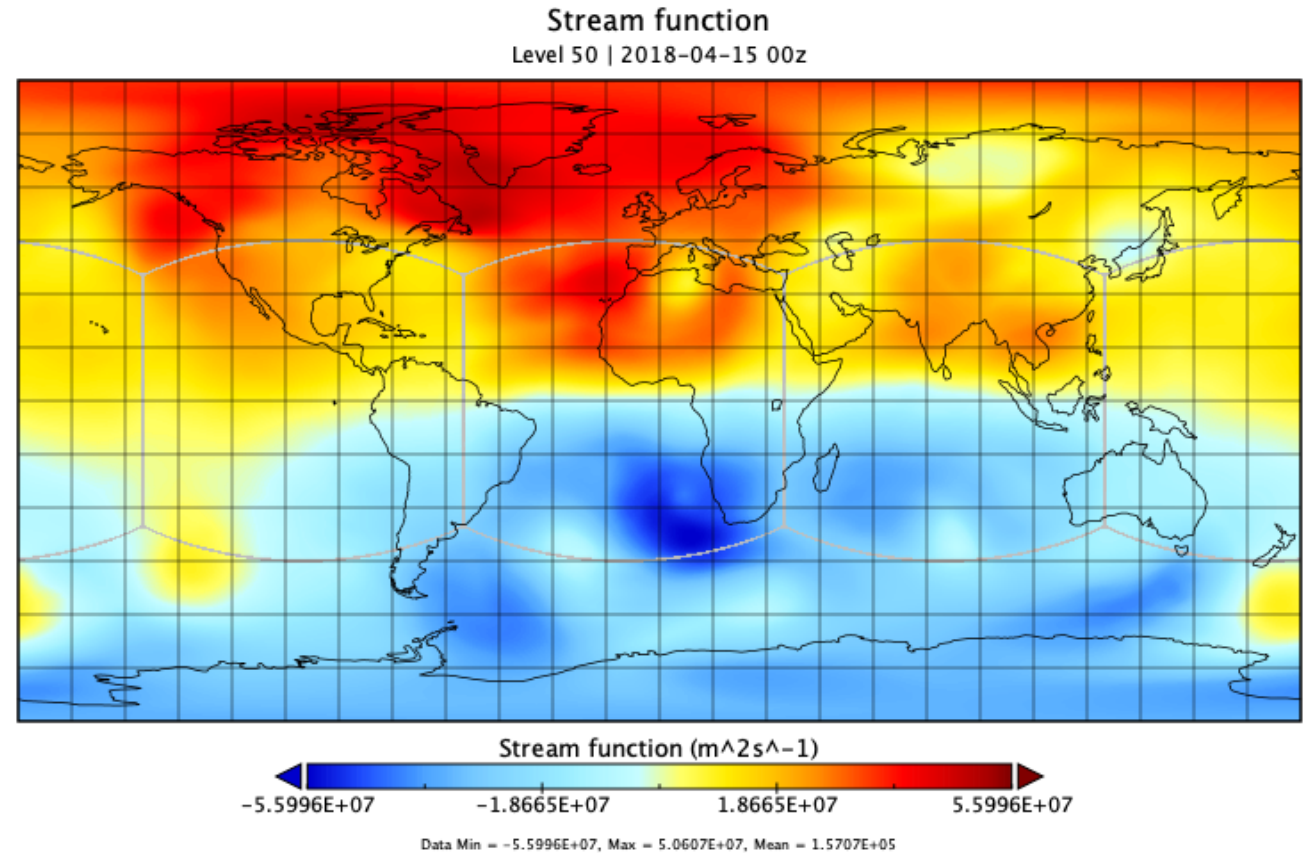 Stream function
Level 50 | 2018-04-15 00z
Stream function (m^2s^-1)
-5.5996E+07 -1.8665E+07 1.8665E+07 5.5996E+07
Data Min = -5.5996E+07, Max = 5.0607E+07, Mean = 1.5707E+05